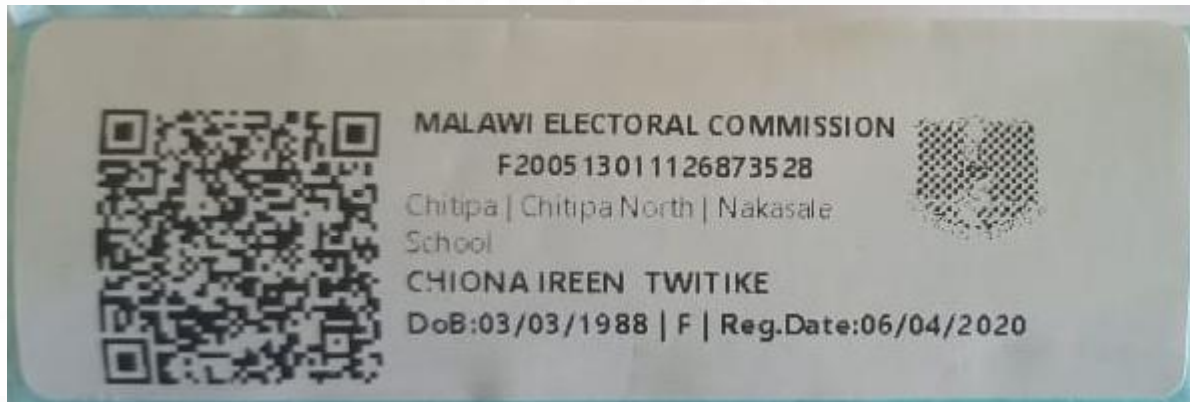 MALAWI ELECTORAL COMMISSION
F200513011126873528
Chitipa | Chitipa North | Nakasale
School
CHIONA IREEN TWITIKE
DoB:03/03/1988 | F | Reg.Date:06/04/2020